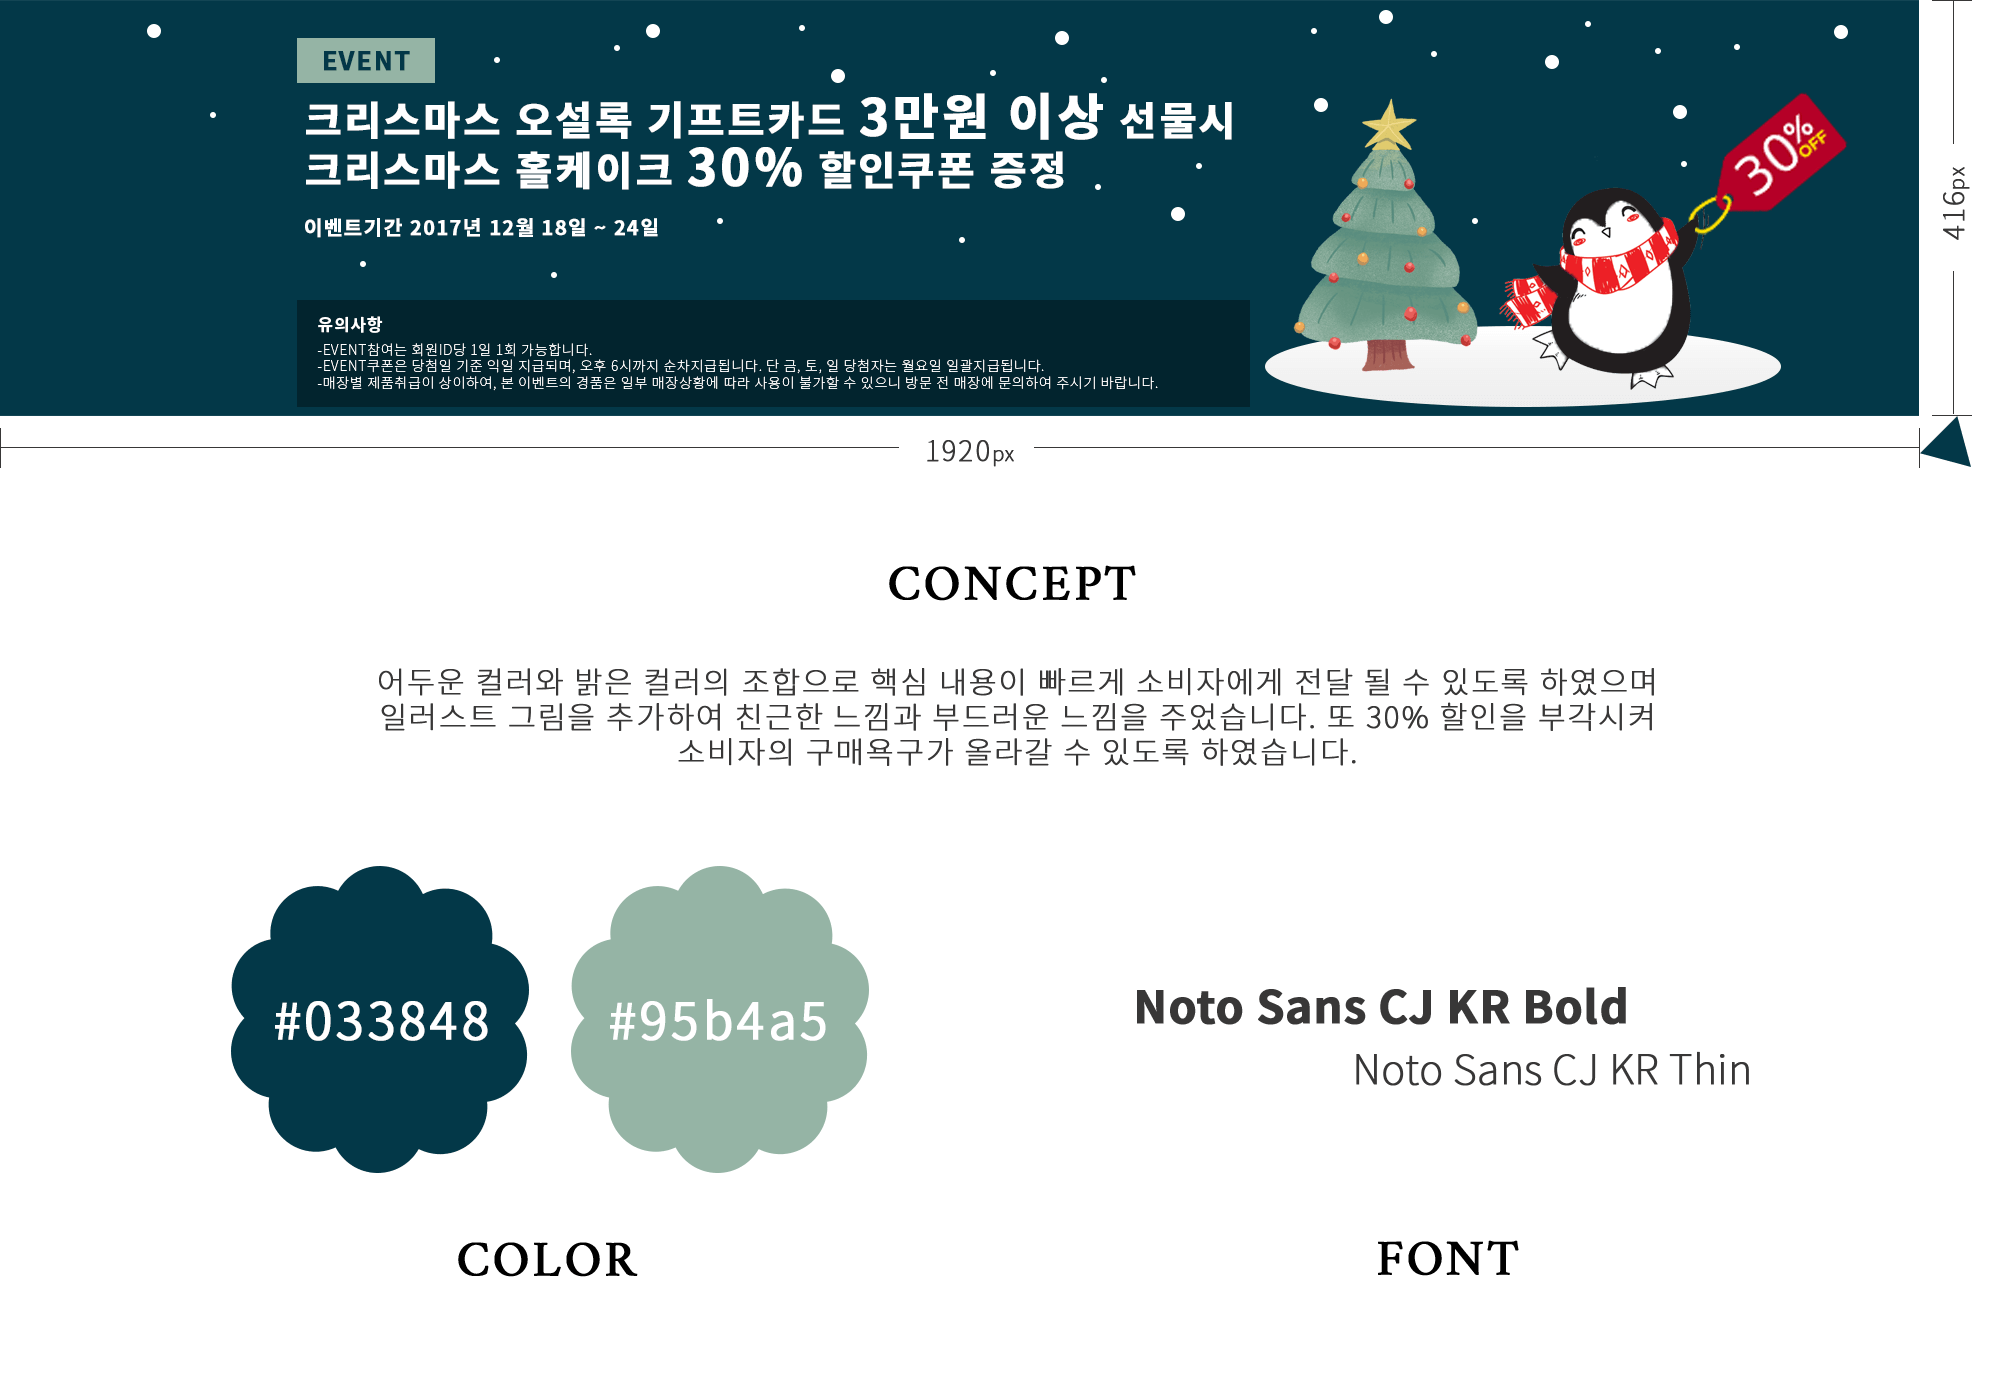 EVENT
크리스마스 오설록 기프트카드 3만원 이상 선물시
크리스마스 홀케이크 30% 할인쿠폰 증정
이벤트기간 2017년 12월 18일 ~ 24일
30%
OFF
유의사항
-EVENT참여는 회원ID당 1일 1회 가능합니다.
-EVENT쿠폰은 당첨일 기준 익일 지급되며, 오후 6시까지 순차지급됩니다. 단 금, 토, 일 당첨자는 월요일 일괄지급됩니다.
-매장별 제품취급이 상이하여, 본 이벤트의 경품은 일부 매장상황에 따라 사용이 불가할 수 있으니 방문 전 매장에 문의하여 주시기 바랍니다.
416px
1920px
CONCEPT
어두운 컬러와 밝은 컬러의 조합으로 핵심 내용이 빠르게 소비자에게 전달 될 수 있도록 하였으며
일러스트 그림을 추가하여 친근한 느낌과 부드러운 느낌을 주었습니다. 또 30% 할인을 부각시켜
소비자의 구매욕구가 올라갈 수 있도록 하였습니다.
#033848
#95b4a5
Noto Sans CJ KR Bold
Noto Sans CJ KR Thin
COLOR
FONT